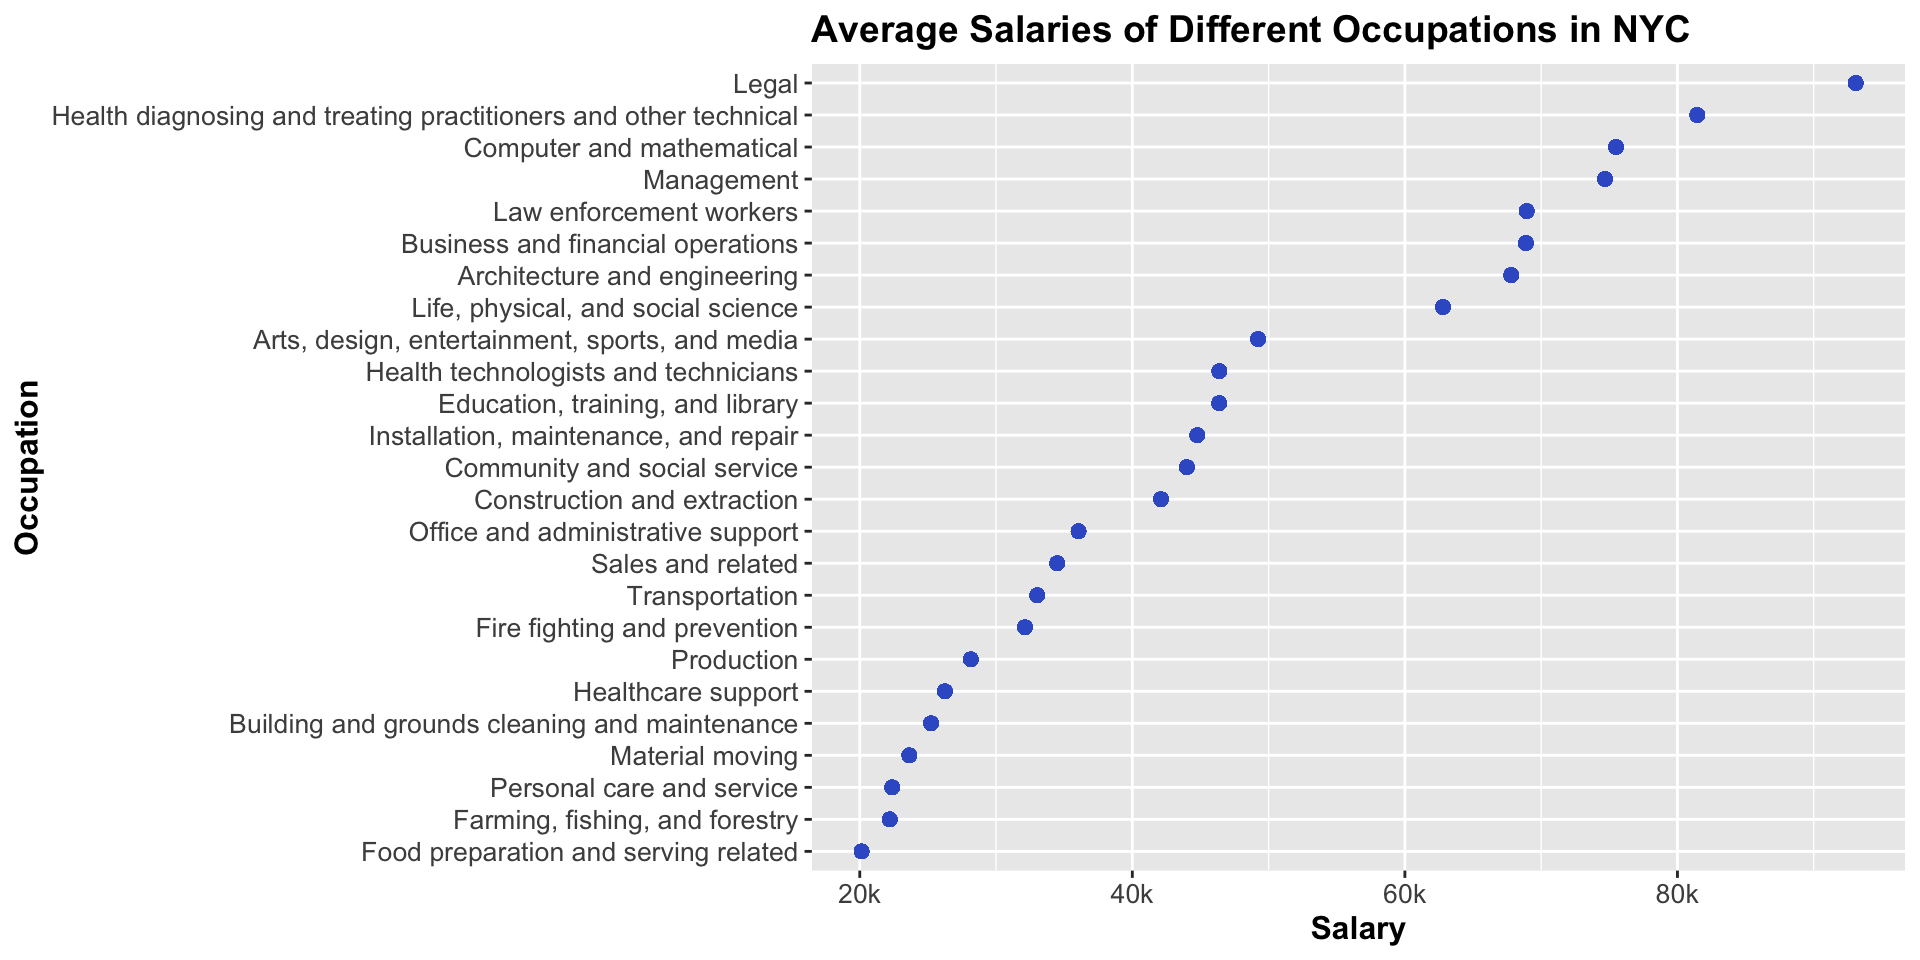 Average Salaries of Different Occupations in NYC
Legal
Health diagnosing and treating practitioners and other technical
Computer and mathematical
Management
Law enforcement workers
Business and financial operations
Architecture and engineering
Life, physical, and social science
Arts, design, entertainment, sports, and media
Health technologists and technicians
Education, training, and library
Installation, maintenance, and repair
Community and social service
Construction and extraction
Office and administrative support
Sales and related
Transportation
Fire fighting and prevention
Production
Healthcare support
Building and grounds cleaning and maintenance
Material moving
Personal care and service
Farming, fishing, and forestry
Food preparation and serving related
Occupation
20k 40k 60k 80k
Salary